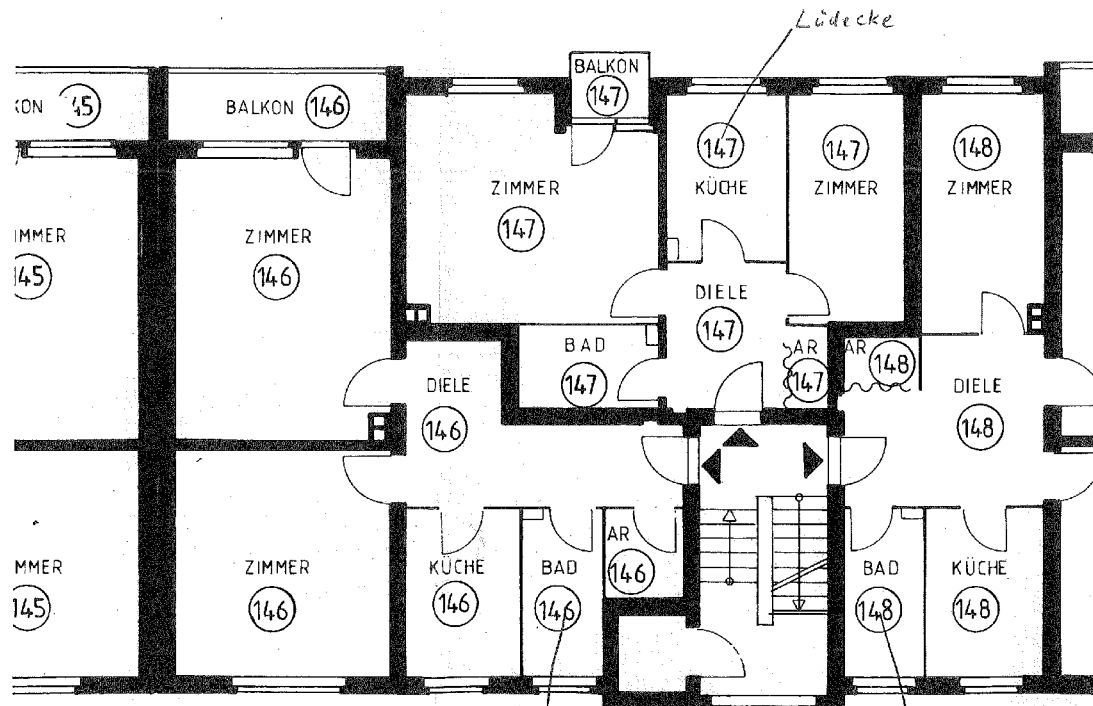 Lüdecke
BALKON
147
KON 145
BALKON 146
147
KÜCHE
147
ZIMMER
148
ZIMMER
ZIMMER
147
IMMER
145
ZIMMER
146
DIELE
147
BAD
147
AR
147
AR
148
DIELE
146
DIELE
148
MMER
145
ZIMMER
146
KÜCHE
146
BAD
146
AR
146
BAD
148
KÜCHE
148